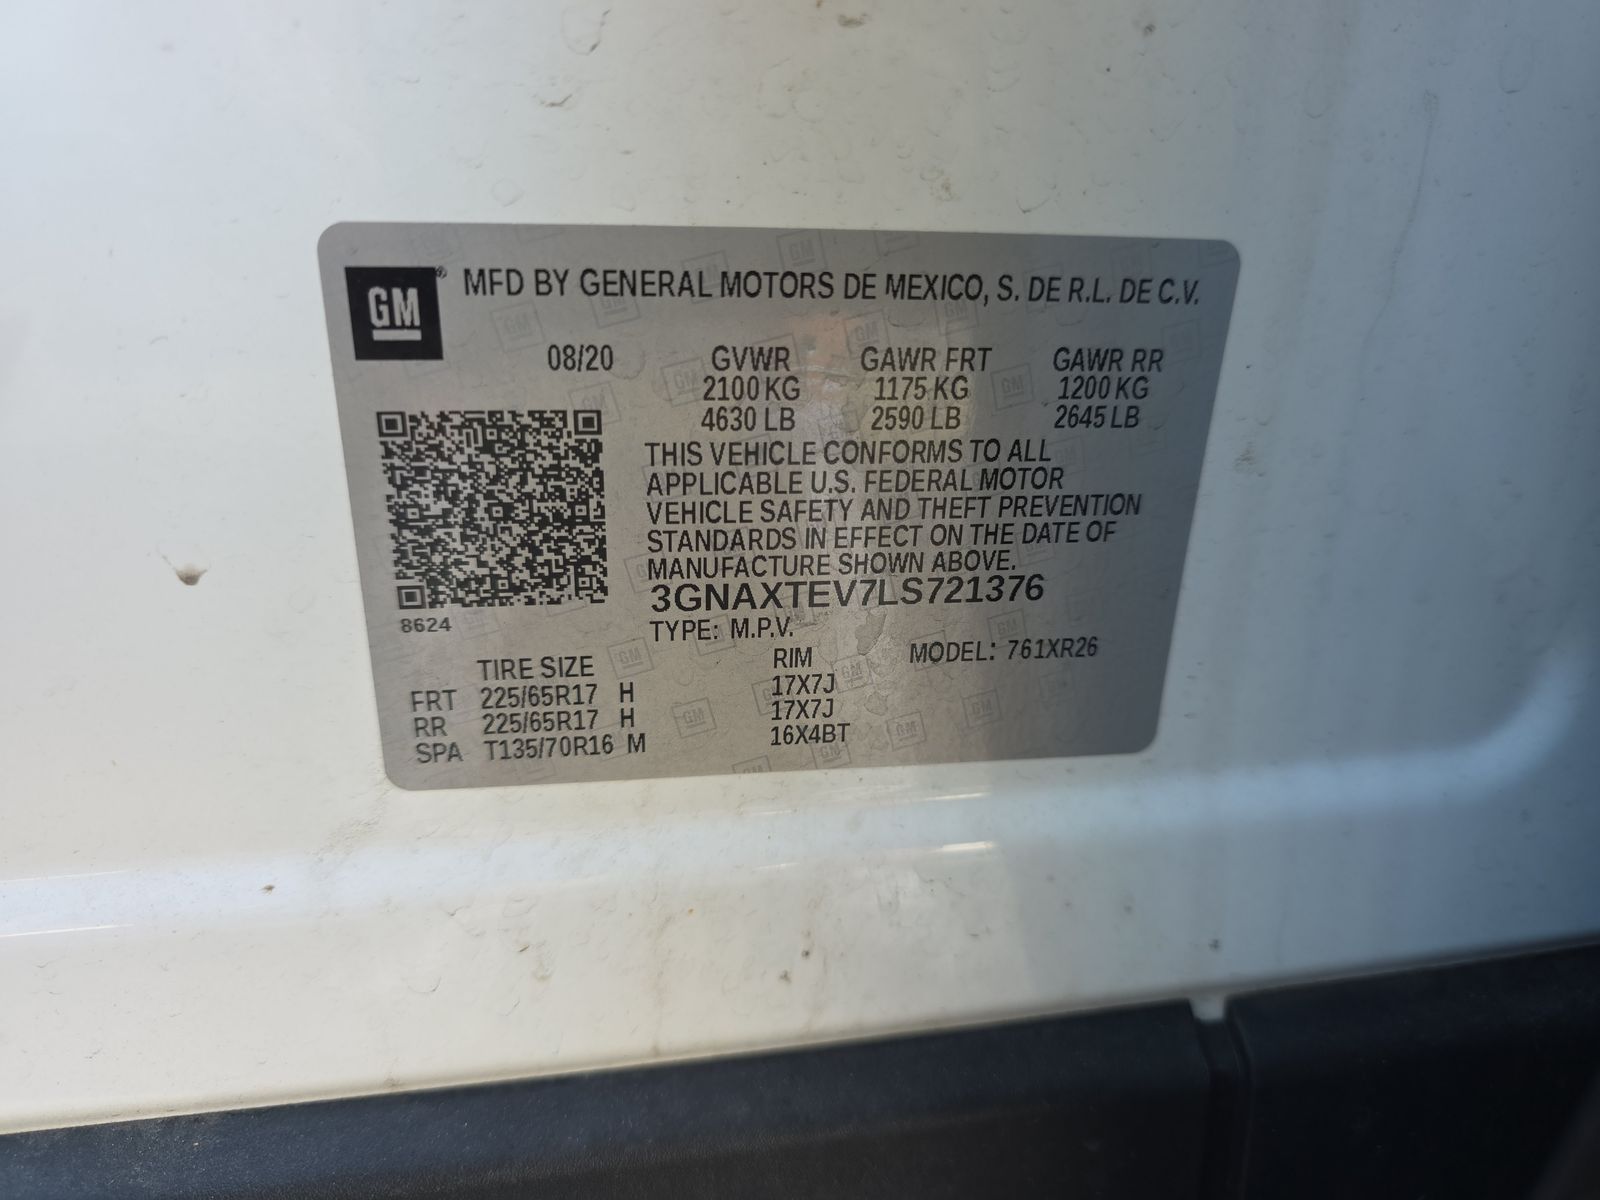 GM® MFD BY GENERAL MOTORS DE MEXICO, S. DE R.L. DE C.V.
08/20 GVWR GAWR FRT GAWR RR
2100 KG 1175 KG 1200 KG
4630 LB 2590 LB 2645 LB
THIS VEHICLE CONFORMS TO ALL
APPLICABLE U.S. FEDERAL MOTOR
VEHICLE SAFETY AND THEFT PREVENTION
STANDARDS IN EFFECT ON THE DATE OF
MANUFACTURE SHOWN ABOVE.
3GNAXTEV7LS721376
8624
TYPE: M.P.V.
MODEL: 761XR26
TIRE SIZE RIM
FRT 225/65R17 H 17X7J
RR 225/65R17 H 17X7J
SPA T135/70R16 M 16X4BT